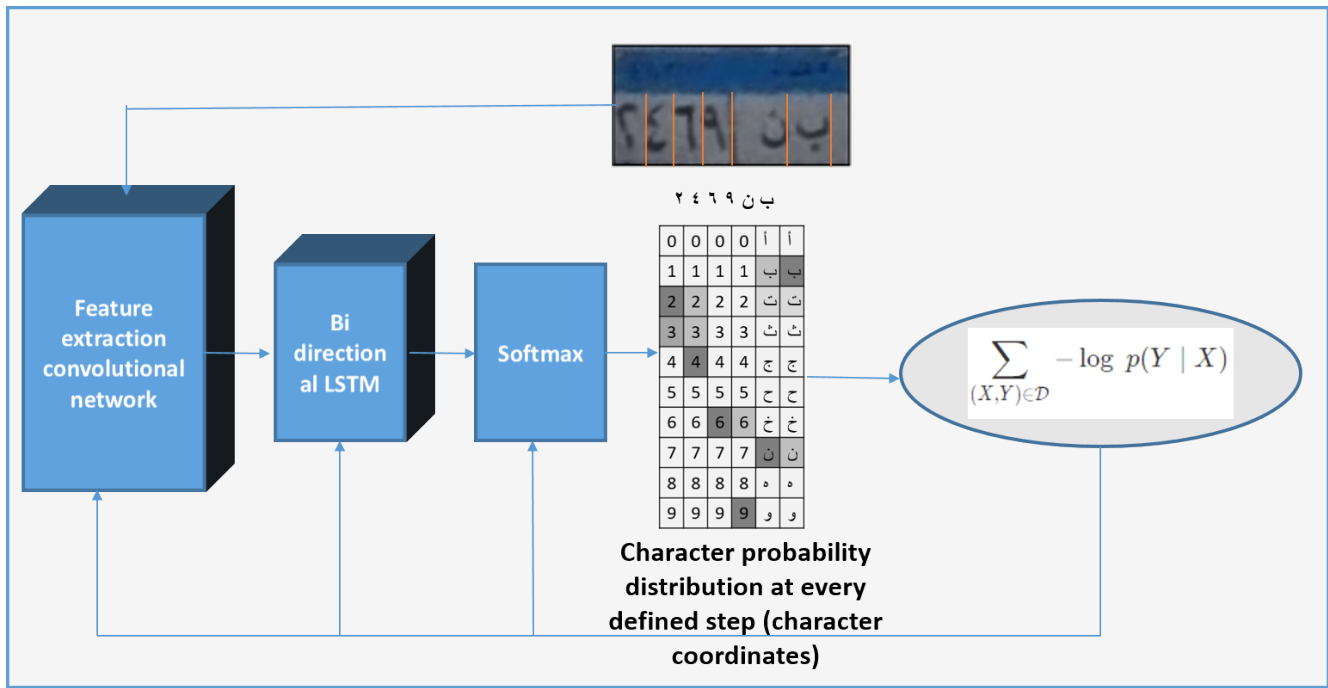 ب ن ٢٤٦٩
ب ن ٩ ٦ ٤ ٢
0 0 0 0 أ أ
1 1 1 1 ب ب
2 2 2 2 ت ت
3 3 3 3 ث ث
4 4 4 4 ج ج
5 5 5 5 ح ح
6 6 6 6 خ خ
7 7 7 7 ن ن
8 8 8 8 ه ه
9 9 9 9 و و
Feature
extraction
convolutional
network
Bi
direction
al LSTM
Softmax
∑ − log p(Y | X)
(X,Y)∈𝒟
Character probability
distribution at every
defined step (character
coordinates)